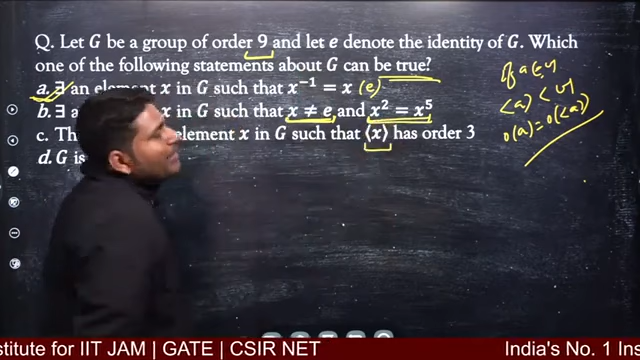 Q. Let G be a group of order 9 and let e denote the identity of G. Which
one of the following statements about G can be true?
a. ∃ an element x in G such that x⁻¹ = x (e)
b. ∃ x in G such that x ≠ e and x² = x⁵
c. element x in G such that ⟨x⟩ has order 3
d. G is
If a ∈ G
⟨a⟩ < G
o(a) = o(⟨a⟩)
stitute for IIT JAM | GATE | CSIR NET
India's No. 1 Ins